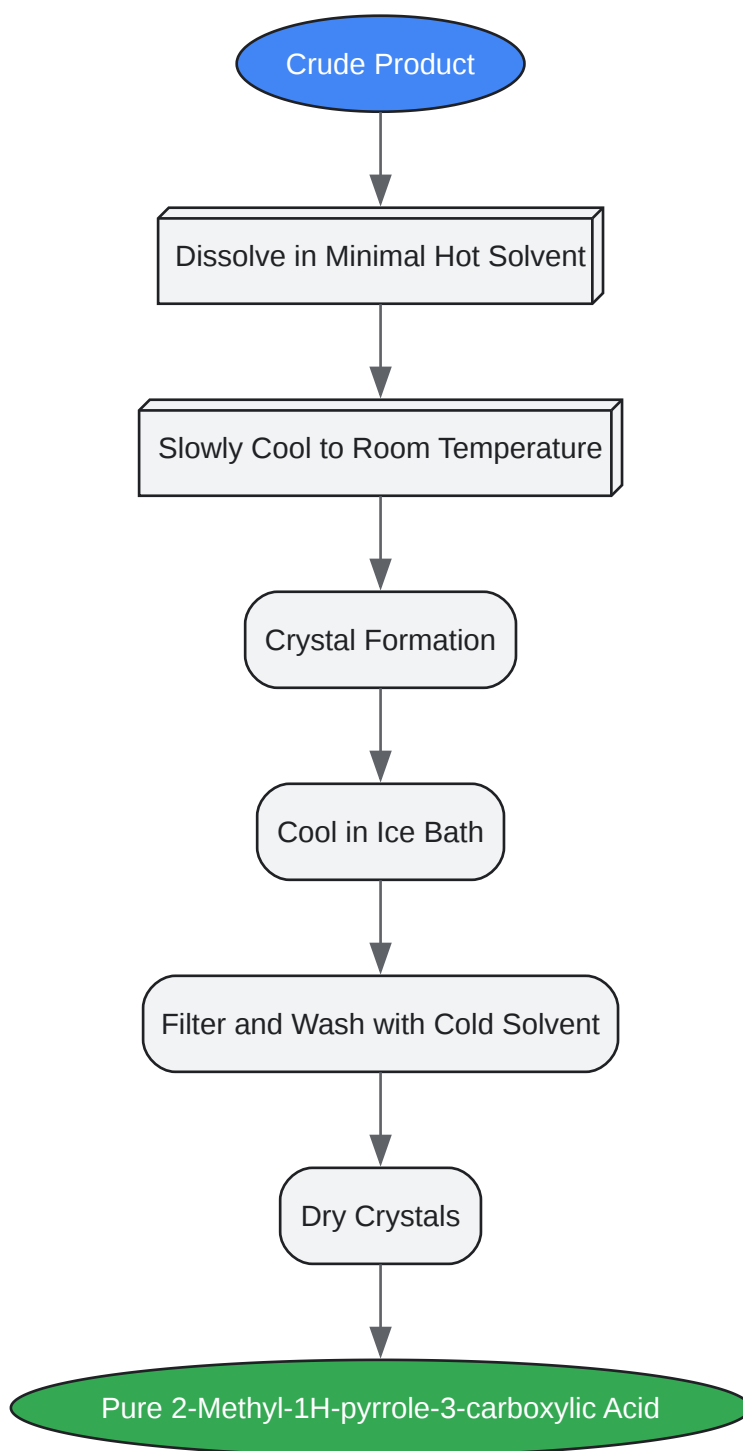 Crude Product
Dissolve in Minimal Hot Solvent
Slowly Cool to Room Temperature
Crystal Formation
Cool in Ice Bath
Filter and Wash with Cold Solvent
Dry Crystals
Pure 2-Methyl-1H-pyrrole-3-carboxylic Acid